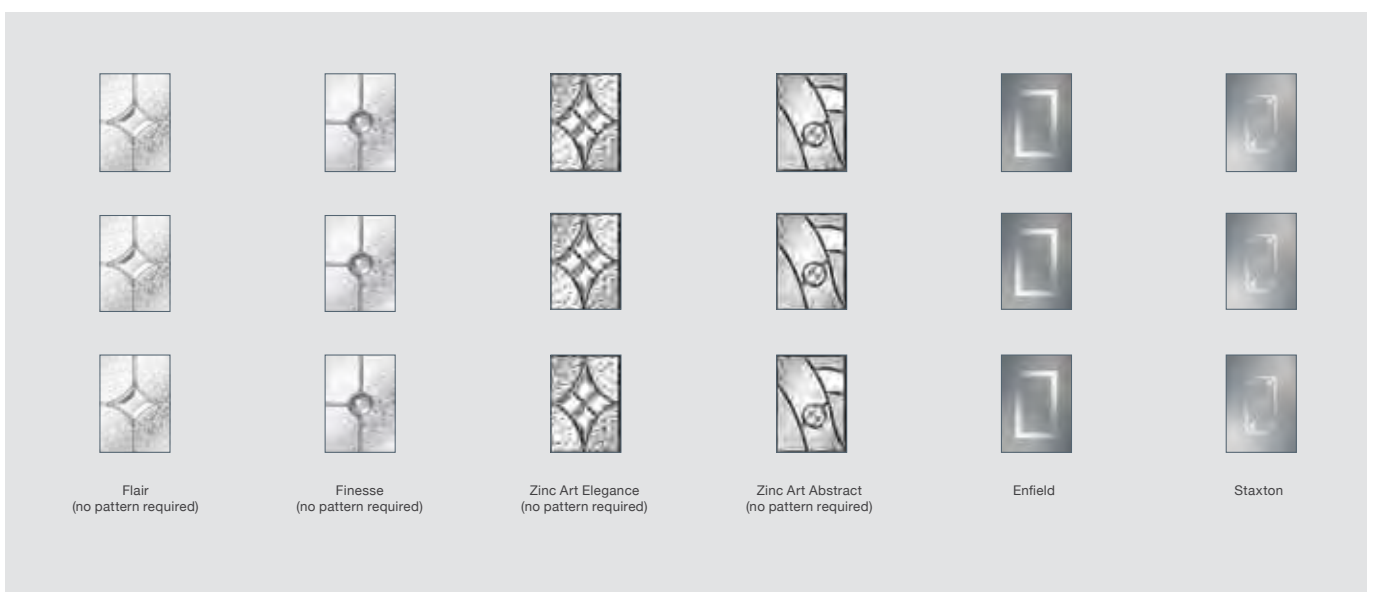 Flair
(no pattern required)
Finesse
(no pattern required)
Zinc Art Elegance
(no pattern required)
Zinc Art Abstract
(no pattern required)
Enfield
Staxton